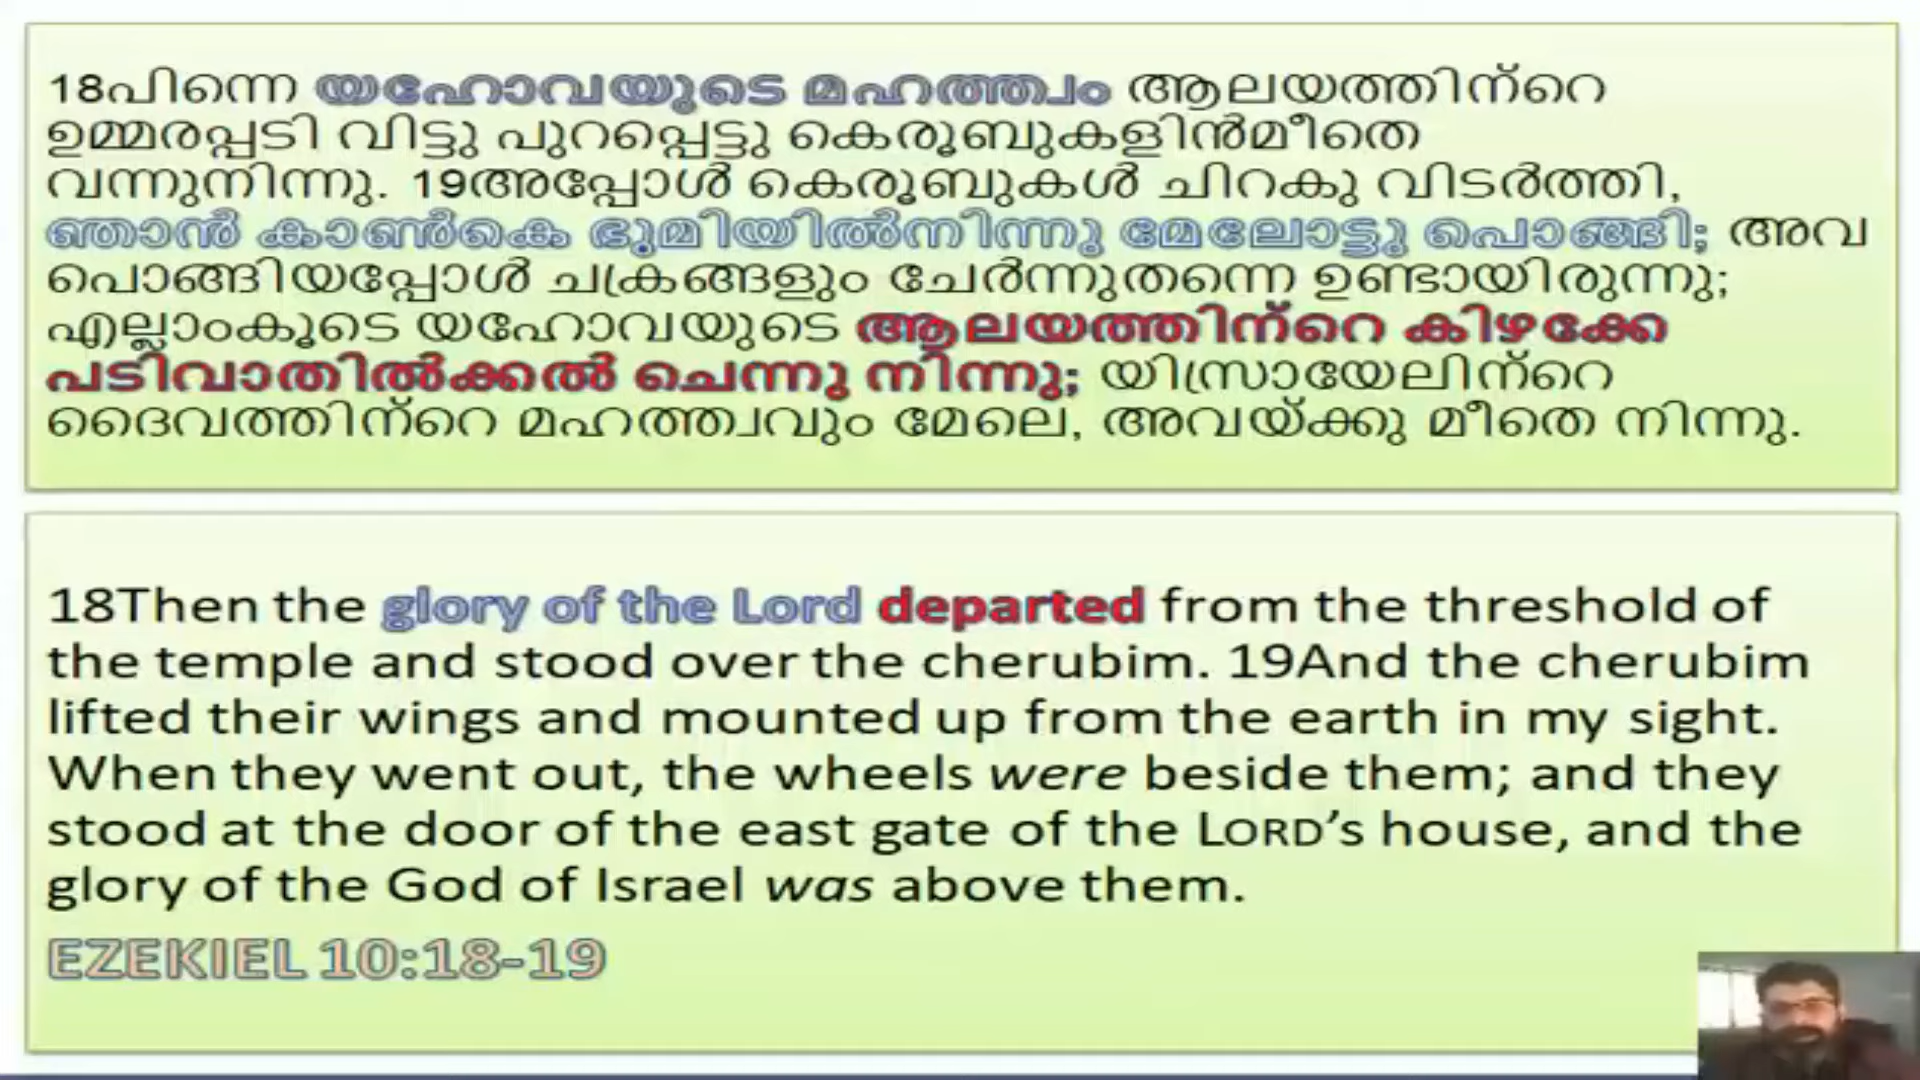 18പിന്നെ യഹോവയുടെ മഹത്ത്വം ആലയത്തിന്‌റെ
ഉമ്മരപ്പടി വിട്ടു പുറപ്പെട്ടു കെരൂബുകളിൻമീതെ
വന്നുനിന്നു. 19അപ്പോൾ കെരൂബുകൾ ചിറകു വിടർത്തി,
ഞാൻ കാൺകെ ഭൂമിയിൽനിന്നു മേലോട്ടു പൊങ്ങി; അവ
പൊങ്ങിയപ്പോൾ ചക്രങ്ങളും ചേർന്നുതന്നെ ഉണ്ടായിരുന്നു;
എല്ലാംകൂടെ യഹോവയുടെ ആലയത്തിന്‌റെ കിഴക്കേ
പടിവാതിൽക്കൽ ചെന്നു നിന്നു; യിസ്രായേലിന്‌റെ
ദൈവത്തിന്‌റെ മഹത്ത്വവും മേലെ, അവയ്ക്കു മീതെ നിന്നു.
18Then the glory of the Lord departed from the threshold of
the temple and stood over the cherubim. 19And the cherubim
lifted their wings and mounted up from the earth in my sight.
When they went out, the wheels were beside them; and they
stood at the door of the east gate of the LORD’s house, and the
glory of the God of Israel was above them.
EZEKIEL 10:18-19